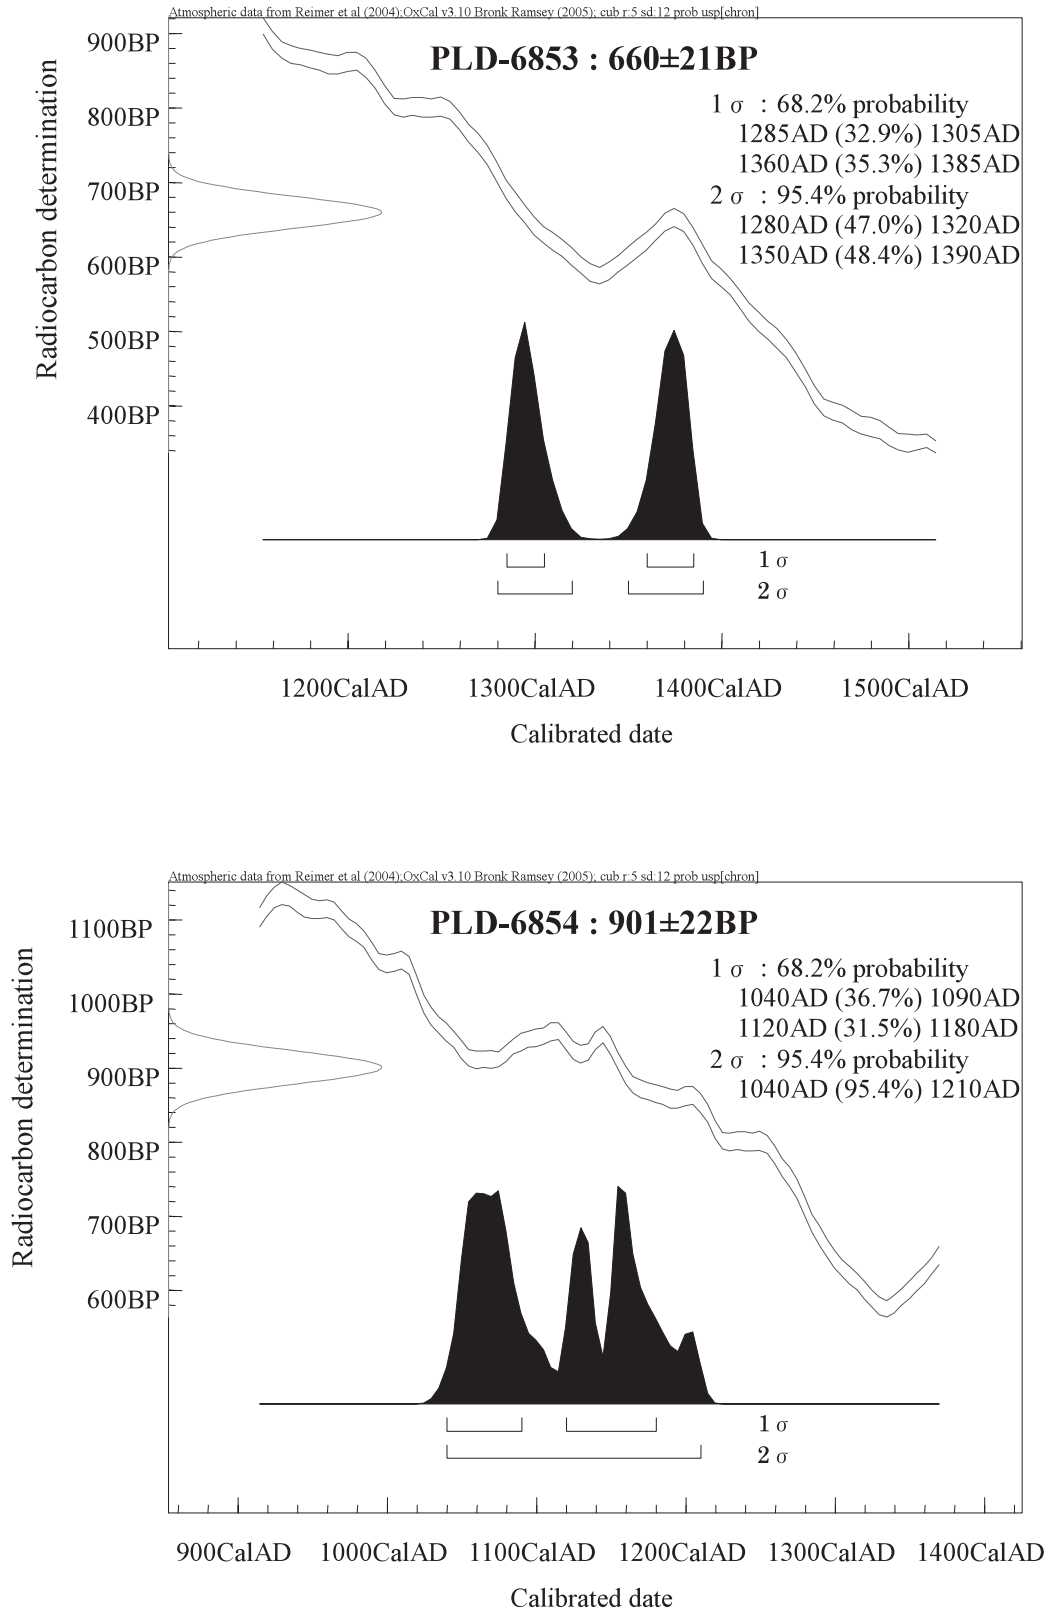 Atmospheric data from Reimer et al (2004);OxCal v3.10 Bronk Ramsey (2005); cub r:5 sd:12 prob usp[chron]
PLD-6853 : 660±21BP
1 σ : 68.2% probability
1285AD (32.9%) 1305AD
1360AD (35.3%) 1385AD
2 σ : 95.4% probability
1280AD (47.0%) 1320AD
1350AD (48.4%) 1390AD
Radiocarbon determination
900BP
800BP
700BP
600BP
500BP
400BP
1 σ
2 σ
1200CalAD 1300CalAD 1400CalAD 1500CalAD
Calibrated date
Atmospheric data from Reimer et al (2004);OxCal v3.10 Bronk Ramsey (2005); cub r:5 sd:12 prob usp[chron]
PLD-6854 : 901±22BP
1 σ : 68.2% probability
1040AD (36.7%) 1090AD
1120AD (31.5%) 1180AD
2 σ : 95.4% probability
1040AD (95.4%) 1210AD
Radiocarbon determination
1100BP
1000BP
900BP
800BP
700BP
600BP
1 σ
2 σ
900CalAD 1000CalAD 1100CalAD 1200CalAD 1300CalAD 1400CalAD
Calibrated date